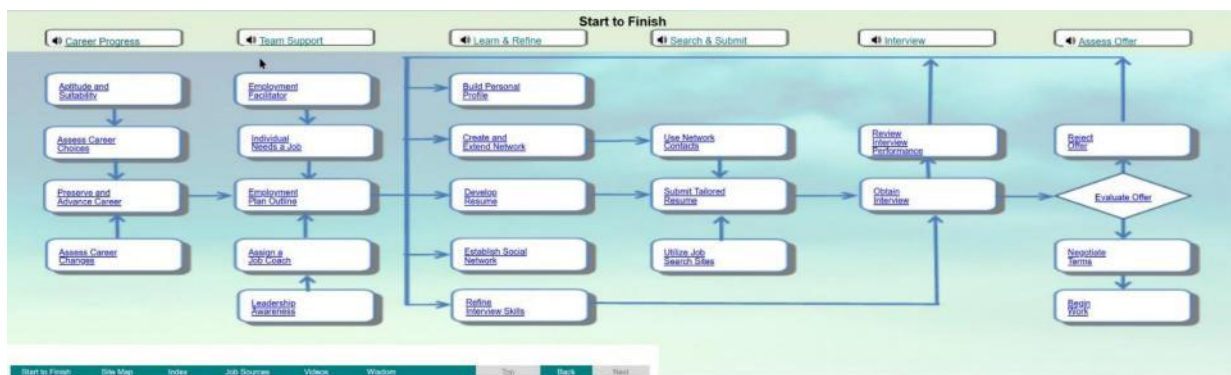 Start to Finish
Career Progress
Team Support
Learn & Refine
Search & Submit
Interview
Assess Offer
Aptitude and
Suitability
Assess Career
Choices
Preserve and
Advance Career
Assess Career
Changes
Employment
Facilitator
Individual
Needs a Job
Employment
Plan Outline
Assign a
Job Coach
Leadership
Awareness
Build Personal
Profile
Create and
Extend Network
Develop
Resume
Establish Social
Network
Refine
Interview Skills
Use Network
Contacts
Submit Tailored
Resume
Utilize Job
Search Sites
Review
Interview
Performance
Obtain
Interview
Reject
Offer
Evaluate Offer
Negotiate
Terms
Begin
Work
Start to Finish
Site Map
Index
Job Sources
Videos
Wisdom
Top
Back
Next